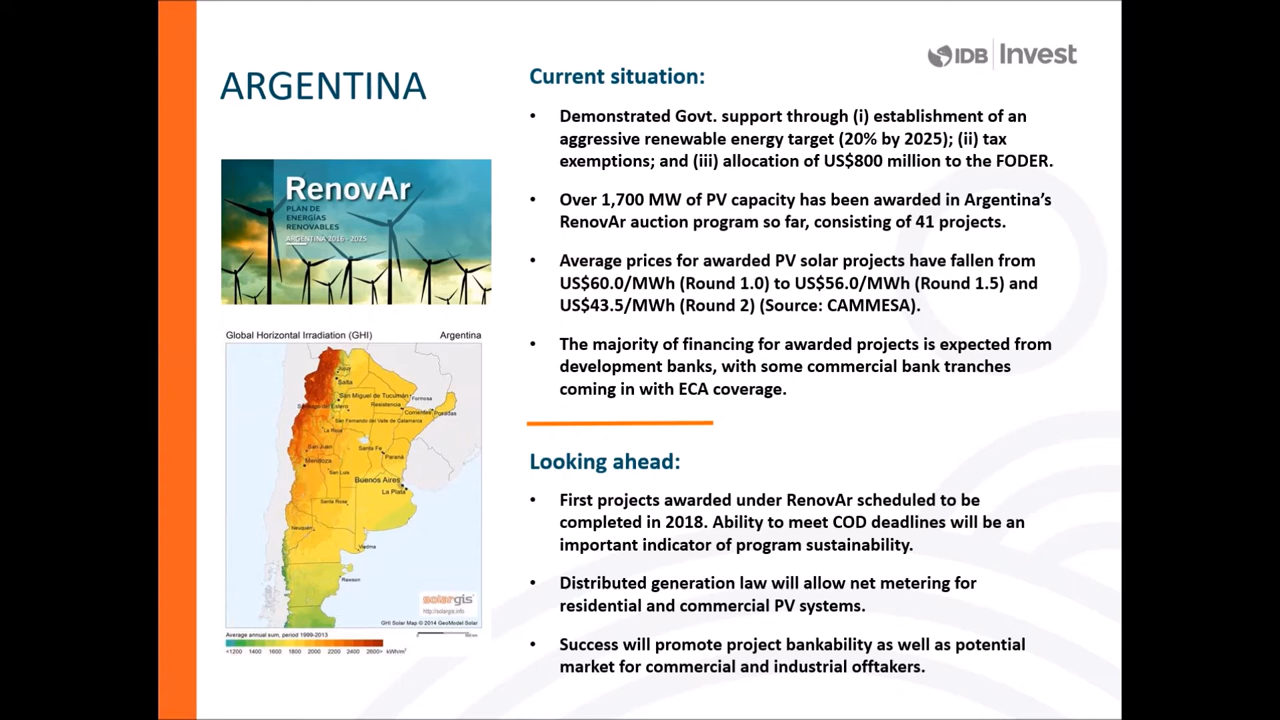 IDB | Invest
ARGENTINA
Current situation:
• Demonstrated Govt. support through (i) establishment of an
aggressive renewable energy target (20% by 2025); (ii) tax
exemptions; and (iii) allocation of US$800 million to the FODER.
• Over 1,700 MW of PV capacity has been awarded in Argentina’s
RenovAr auction program so far, consisting of 41 projects.
• Average prices for awarded PV solar projects have fallen from
US$60.0/MWh (Round 1.0) to US$56.0/MWh (Round 1.5) and
US$43.5/MWh (Round 2) (Source: CAMMESA).
• The majority of financing for awarded projects is expected from
development banks, with some commercial bank tranches
coming in with ECA coverage.
Looking ahead:
• First projects awarded under RenovAr scheduled to be
completed in 2018. Ability to meet COD deadlines will be an
important indicator of program sustainability.
• Distributed generation law will allow net metering for
residential and commercial PV systems.
• Success will promote project bankability as well as potential
market for commercial and industrial offtakers.
RenovAr
PLAN DE
ENERGÍAS
RENOVABLES
ARGENTINA 2016 - 2025
Global Horizontal Irradiation (GHI) Argentina
Jujuy
Salta
San Miguel de Tucumán
Formosa
Resistencia
Santiago del Estero
Corrientes
Posadas
San Fernando del Valle de Catamarca
La Rioja
Santa Fe
San Juan
Paraná
Mendoza
San Luis
Buenos Aires
La Plata
Santa Rosa
Neuquén
Viedma
Rawson
solargis
http://solargis.info
GHI Solar Map © 2014 GeoModel Solar
Average annual sum, period 1999-2013
<1200 1400 1600 1800 2000 2200 2400 2600> kWh/m²